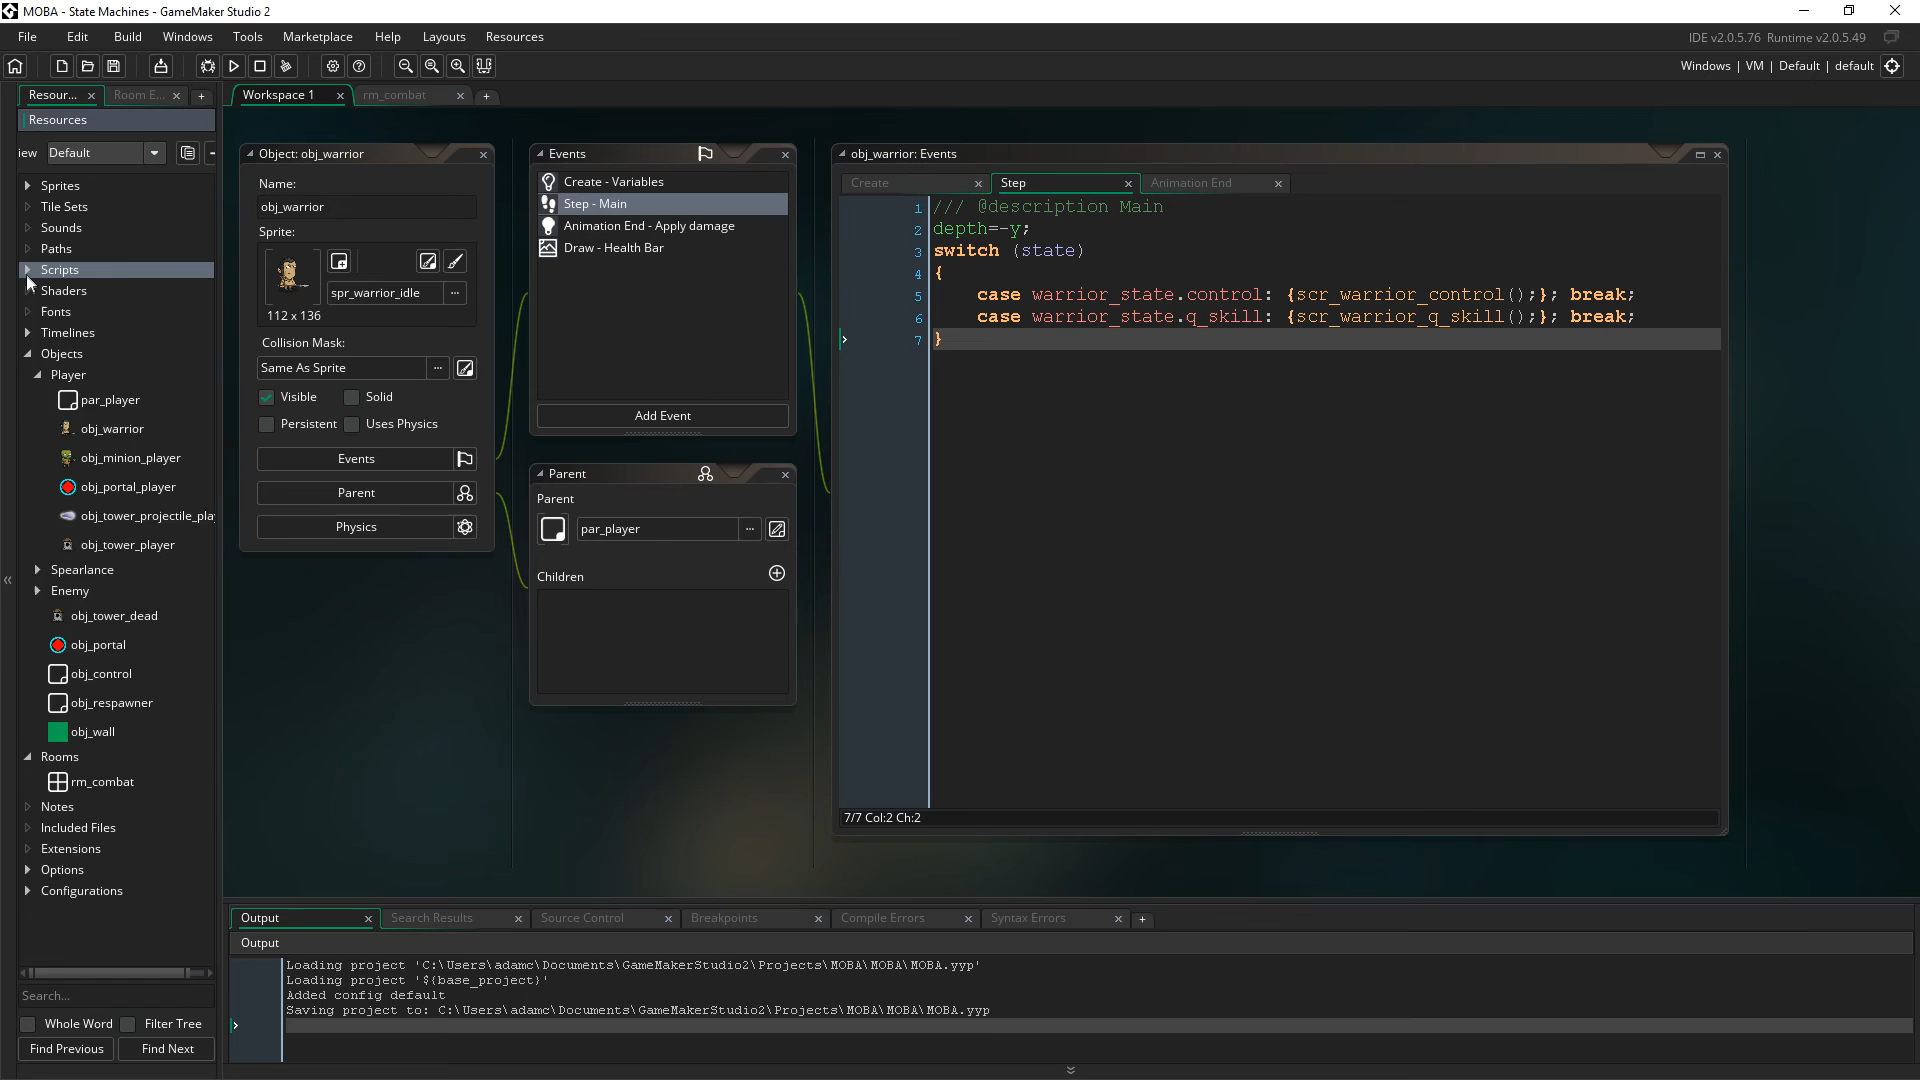 MOBA - State Machines - GameMaker Studio 2
File Edit Build Windows Tools Marketplace Help Layouts Resources
IDE v2.0.5.76 Runtime v2.0.5.49
Windows | VM | Default | default
Resour...
Room E...
Resources
iew Default
Sprites
Tile Sets
Sounds
Paths
Scripts
Shaders
Fonts
Timelines
Objects
Player
par_player
obj_warrior
obj_minion_player
obj_portal_player
obj_tower_projectile_pla
obj_tower_player
Spearlance
Enemy
obj_tower_dead
obj_portal
obj_control
obj_respawner
obj_wall
Rooms
rm_combat
Notes
Included Files
Extensions
Options
Configurations
Search...
Whole Word Filter Tree
Find Previous Find Next
Workspace 1
rm_combat
Object: obj_warrior
Name:
obj_warrior
Sprite:
spr_warrior_idle
112 x 136
Collision Mask:
Same As Sprite
Visible Solid
Persistent Uses Physics
Events
Parent
Physics
Events
Create - Variables
Step - Main
Animation End - Apply damage
Draw - Health Bar
Add Event
Parent
Parent
par_player
Children
obj_warrior: Events
Create Step Animation End
1 /// @description Main
2 depth=-y;
3 switch (state)
4 {
5 case warrior_state.control: {scr_warrior_control();}; break;
6 case warrior_state.q_skill: {scr_warrior_q_skill();}; break;
7 }
7/7 Col:2 Ch:2
Output Search Results Source Control Breakpoints Compile Errors Syntax Errors
Output
Loading project 'C:\Users\adamc\Documents\GameMakerStudio2\Projects\MOBA\MOBA\MOBA.yyp'
Loading project '${base_project}'
Added config default
Saving project to: C:\Users\adamc\Documents\GameMakerStudio2\Projects\MOBA\MOBA\MOBA.yyp